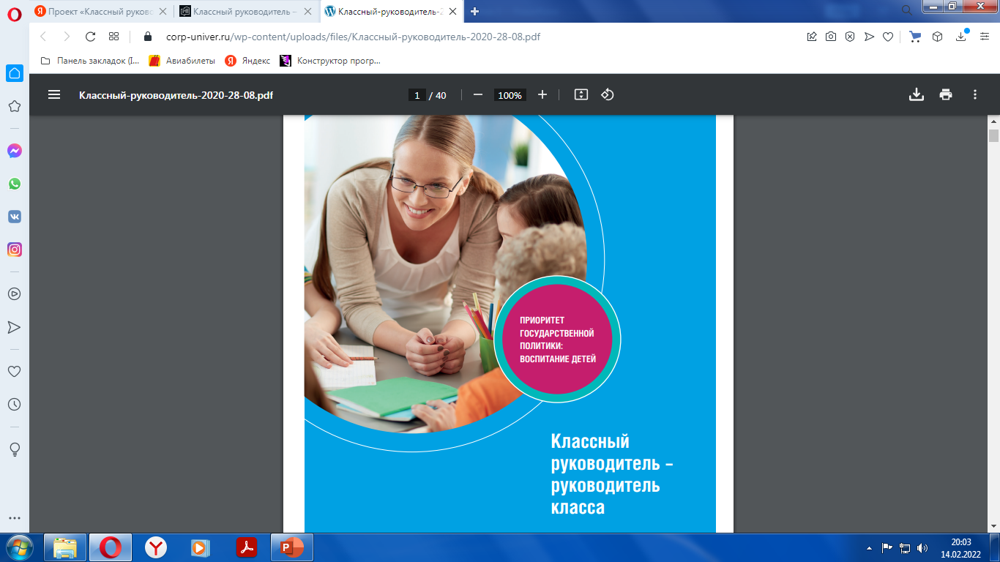 Проект «Классный руково
Классный руководитель –
Классный-руководитель-2
corp-univer.ru/wp-content/uploads/files/Классный-руководитель-2020-28-08.pdf
Панель закладок (I...
Авиабилеты
Яндекс
Конструктор прогр...
Классный-руководитель-2020-28-08.pdf
1 / 40
100%
ПРИОРИТЕТ
ГОСУДАРСТВЕННОЙ
ПОЛИТИКИ:
ВОСПИТАНИЕ ДЕТЕЙ
Классный
руководитель –
руководитель
класса
20:03
14.02.2022